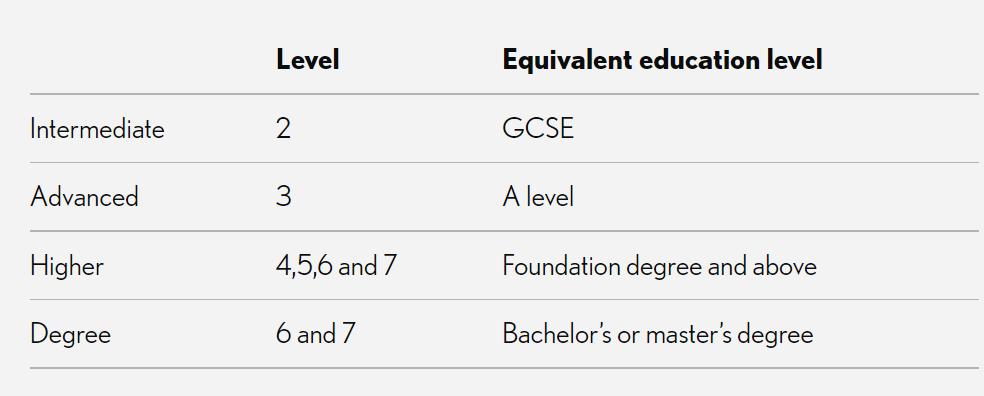 Level Equivalent education level
Intermediate 2 GCSE
Advanced 3 A level
Higher 4,5,6 and 7 Foundation degree and above
Degree 6 and 7 Bachelor’s or master’s degree